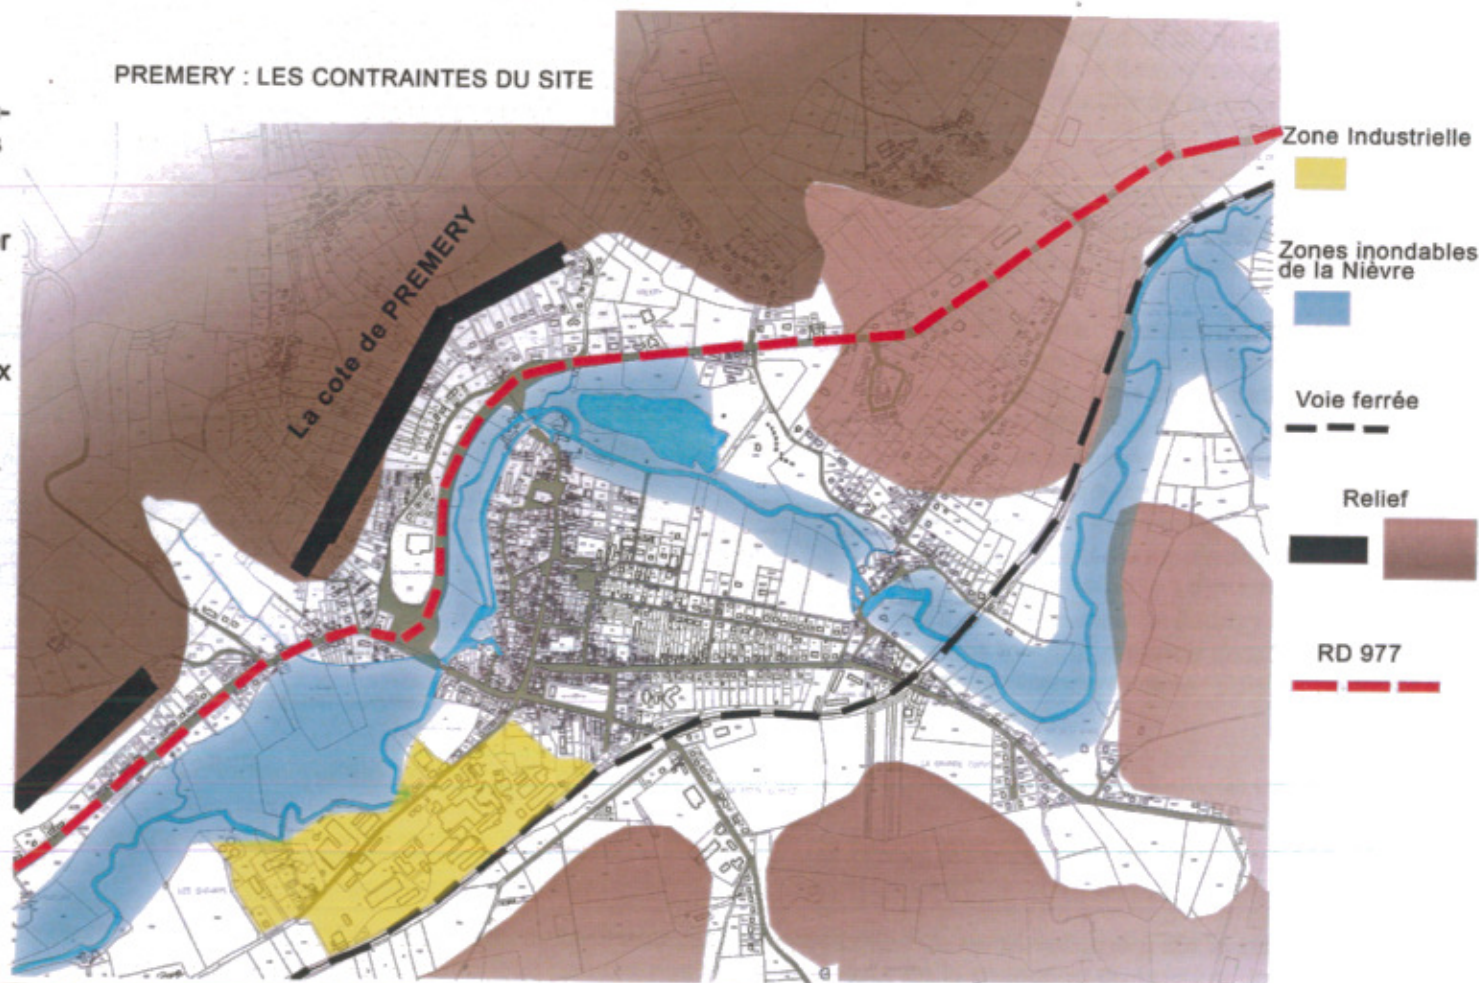 PREMERY : LES CONTRAINTES DU SITE
La cote de PREMERY
Zone Industrielle
Zones inondables
de la Nièvre
Voie ferrée
Relief
RD 977